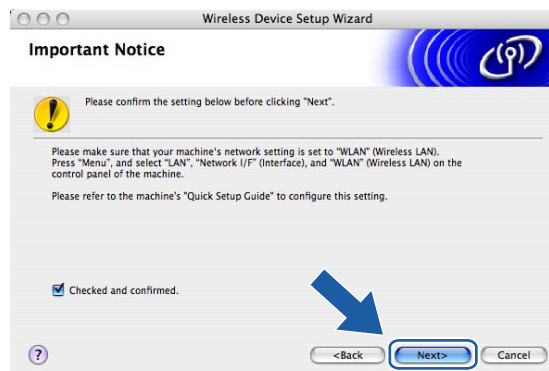 Wireless Device Setup Wizard
Important Notice
Please confirm the setting below before clicking "Next".
Please make sure that your machine's network setting is set to "WLAN" (Wireless LAN).
Press "Menu", and select "LAN", "Network I/F" (Interface), and "WLAN" (Wireless LAN) on the
control panel of the machine.
Please refer to the machine's "Quick Setup Guide" to configure this setting.
Checked and confirmed.
?
<Back
Next>
Cancel